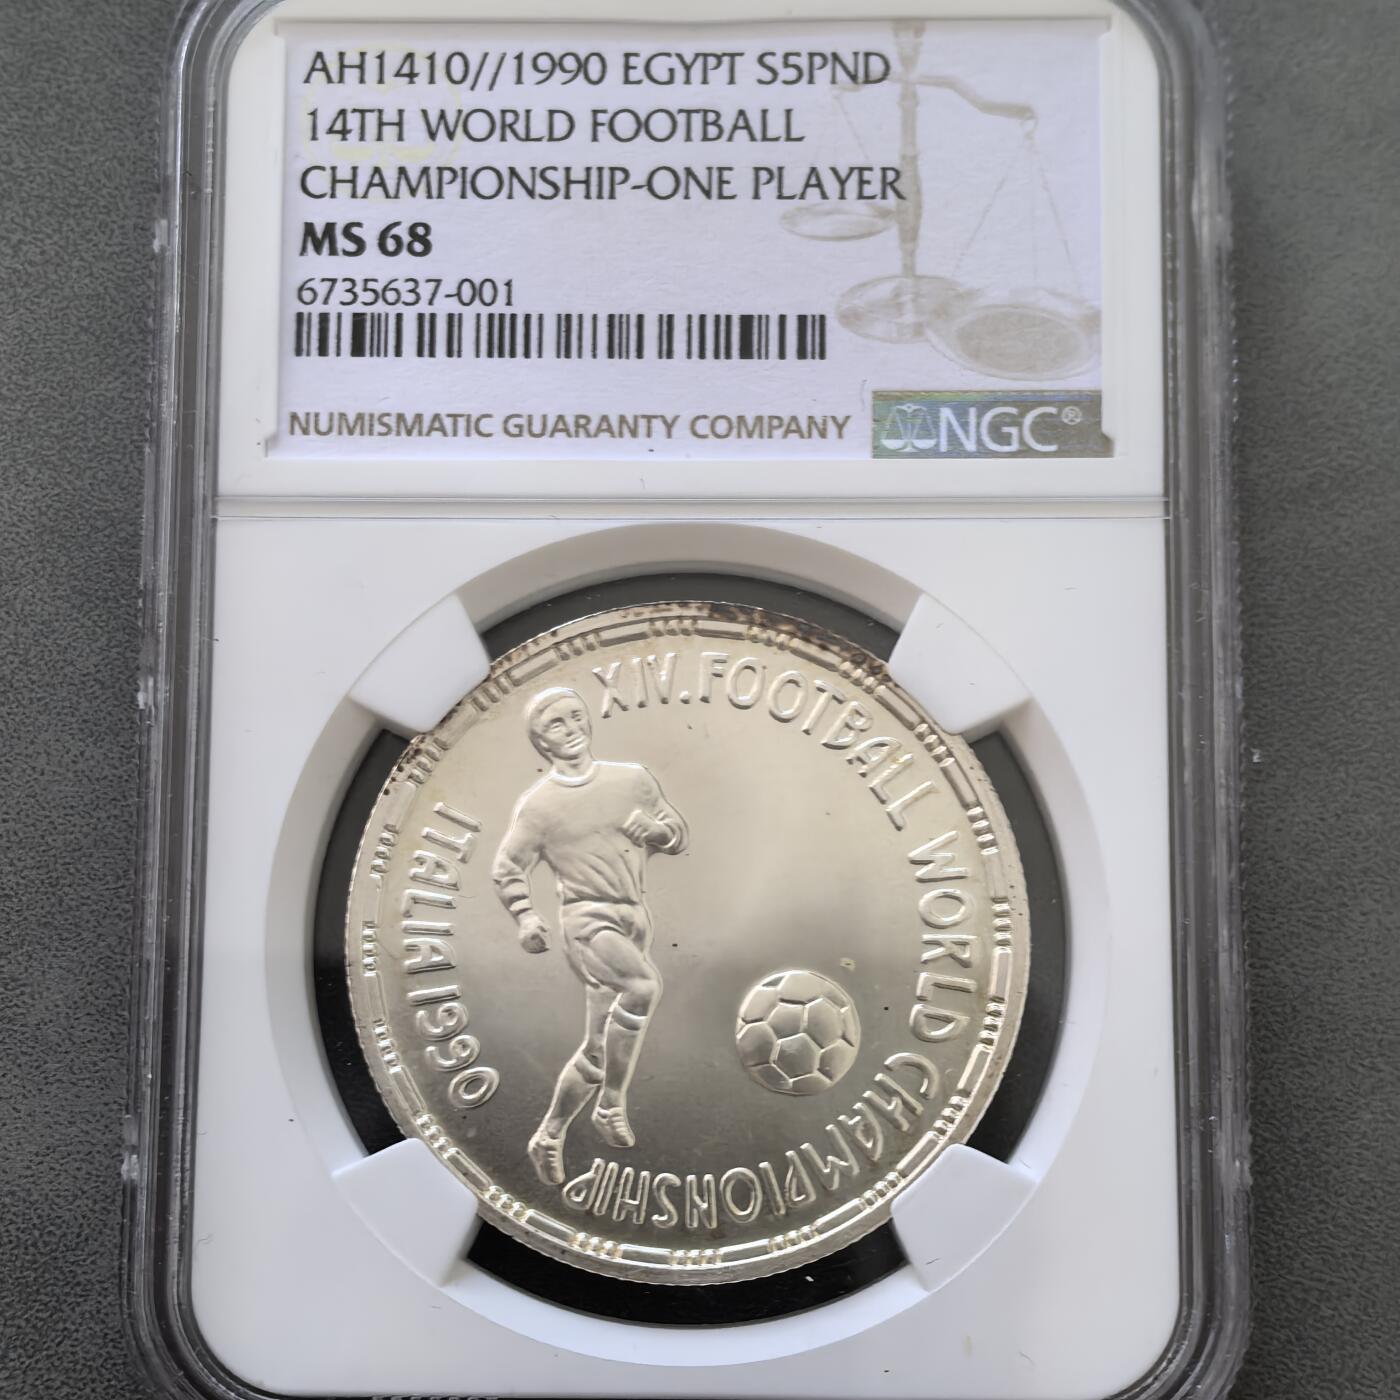 AH1410//1990 EGYPT S5PND
14TH WORLD FOOTBALL
CHAMPIONSHIP-ONE PLAYER
MS 68
6735637-001
NUMISMATIC GUARANTY COMPANY
NGC®
XIV. FOOTBALL WORLD CHAMPIONSHIP
ITALIA 1990